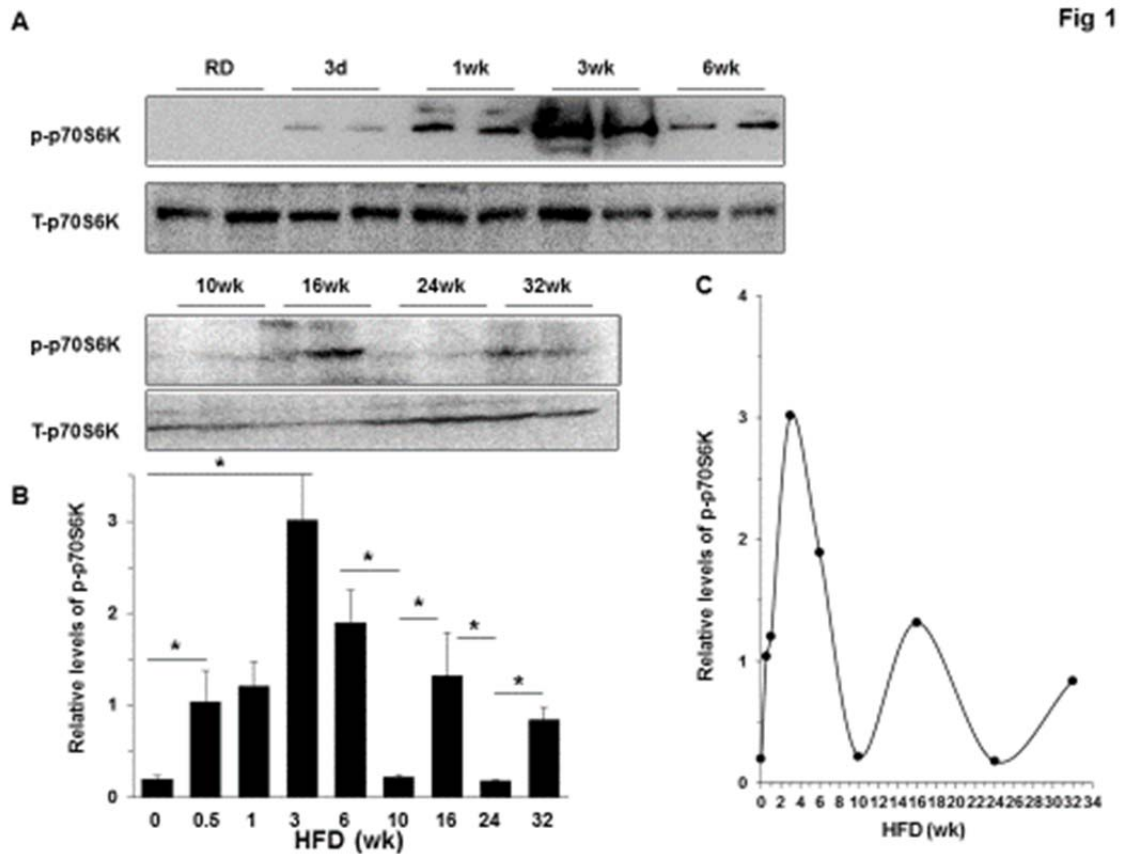 A
Fig 1
RD 3d 1wk 3wk 6wk
p-p70S6K
T-p70S6K
10wk 16wk 24wk 32wk
p-p70S6K
T-p70S6K
B
Relative levels of p-p70S6K
3
2
1
0
* * * * * *
0 0.5 1 3 6 10 16 24 32
HFD (wk)
C
Relative levels of p-p70S6K
4
3
2
1
0
0 2 4 6 8 10 12 14 16 18 20 22 24 26 28 30 32 34
HFD (wk)